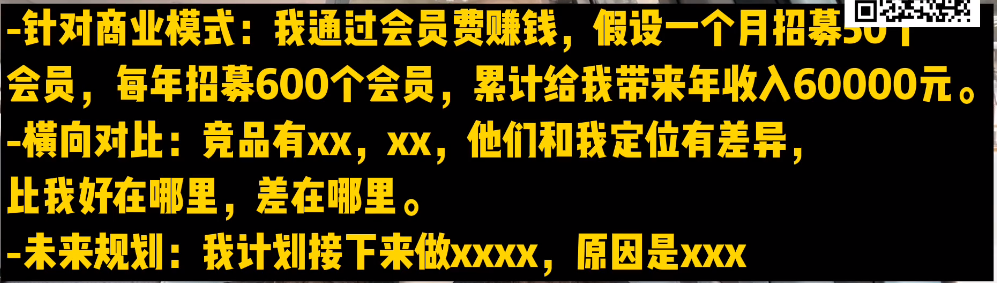 -针对商业模式：我通过会员费赚钱，假设一个月招募50个
会员，每年招募600个会员，累计给我带来年收入60000元。
-横向对比：竞品有xx，xx，他们和我定位有差异，
比我好在哪里，差在哪里。
-未来规划：我计划接下来做xxxx，原因是xxx